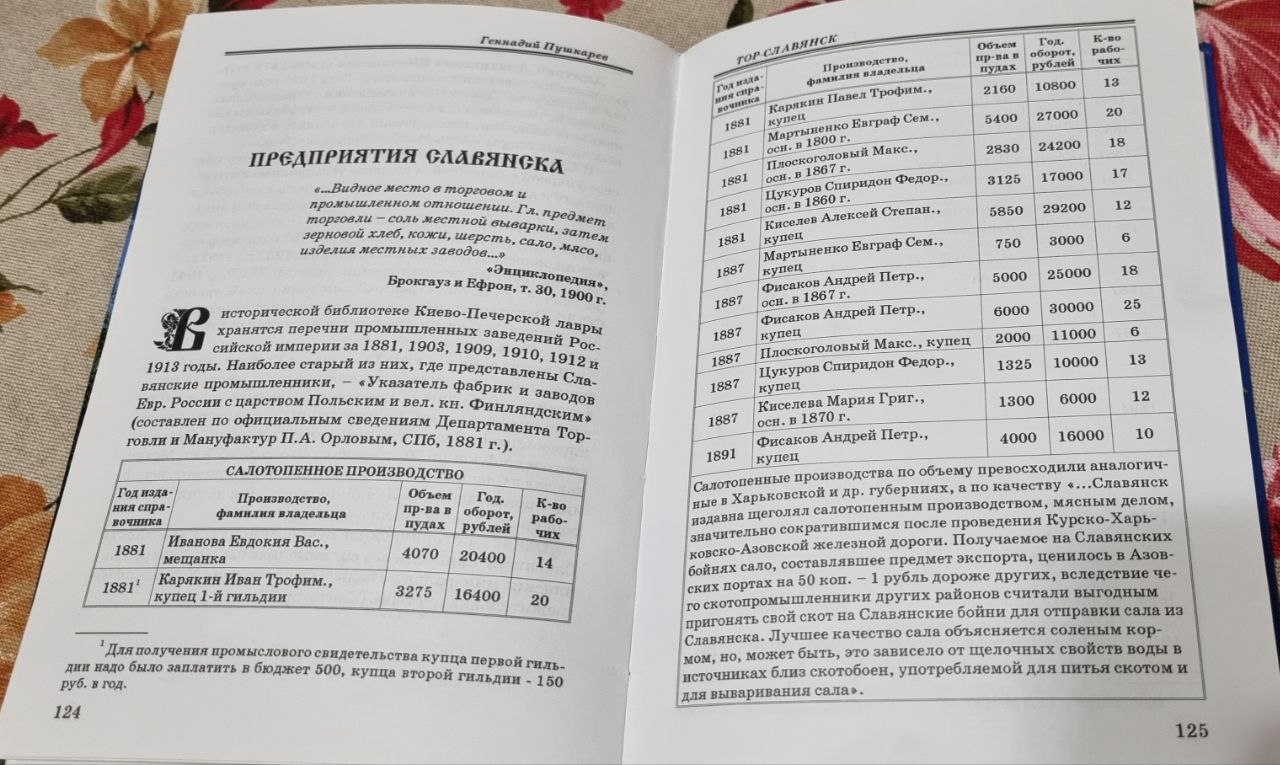 Геннадий Пушкарев
ПРЕДПРИЯТИЯ СЛАВЯНСКА
«...Видное место в торговом и
промышленном отношении. Гл. предмет
торговли – соль местной выварки, затем
зерновой хлеб, кожи, шерсть, сало, мясо,
изделия местных заводов...»
«Энциклопедия»,
Брокгауз и Ефрон, т. 30, 1900 г.
В исторической библиотеке Киево-Печерской лавры
хранятся перечни промышленных заведений Рос-
сийской империи за 1881, 1903, 1909, 1910, 1912 и
1913 годы. Наиболее старый из них, где представлены Сла-
вянские промышленники, – «Указатель фабрик и заводов
Евр. России с царством Польским и вел. кн. Финляндским»
(составлен по официальным сведениям Департамента Тор-
говли и Мануфактур П.А. Орловым, СПб, 1881 г.).
САЛОТОПЕННОЕ ПРОИЗВОДСТВО
Год изда-
ния спра-
вочника
Производство,
фамилия владельца
Объем
пр-ва в
пудах
Год.
оборот,
рублей
К-во
рабо-
чих
1881 Иванова Евдокия Вас.,
мещанка 4070 20400 14
1881¹ Карякин Иван Трофим.,
купец 1-й гильдии 3275 16400 20
¹ Для получения промыслового свидетельства купца первой гиль-
дии надо было заплатить в бюджет 500, купца второй гильдии - 150
руб. в год.
124
ТОР-СЛАВЯНСК
Год изда-
ния спра-
вочника
Производство,
фамилия владельца
Объем
пр-ва в
пудах
Год.
оборот,
рублей
К-во
рабо-
чих
1881 Карякин Павел Трофим.,
купец 2160 10800 13
1881 Мартыненко Евграф Сем.,
осн. в 1800 г. 5400 27000 20
1881 Плоскоголовый Макс.,
осн. в 1867 г. 2830 24200 18
1881 Цукуров Спиридон Федор.,
осн. в 1860 г. 3125 17000 17
1881 Киселев Алексей Степан.,
купец 5850 29200 12
1887 Мартыненко Евграф Сем.,
купец 750 3000 6
1887 Фисаков Андрей Петр.,
осн. в 1867 г. 5000 25000 18
1887 Фисаков Андрей Петр.,
купец 6000 30000 25
1887 Плоскоголовый Макс., купец 2000 11000 6
1887 Цукуров Спиридон Федор.,
купец 1325 10000 13
1887 Киселева Мария Григ.,
осн. в 1870 г. 1300 6000 12
1891 Фисаков Андрей Петр.,
купец 4000 16000 10
Салотопенные производства по объему превосходили аналогич-
ные в Харьковской и др. губерниях, а по качеству «...Славянск
издавна щеголял салотопенным производством, мясным делом,
значительно сократившимся после проведения Курско-Харь-
ковско-Азовской железной дороги. Получаемое на Славянских
бойнях сало, составлявшее предмет экспорта, ценилось в Азов-
ских портах на 50 коп. – 1 рубль дороже других, вследствие че-
го скотопромышленники других районов считали выгодным
пригонять свой скот на Славянские бойни для отправки сала из
Славянска. Лучшее качество сала объясняется соленым кор-
мом, но, может быть, это зависело от щелочных свойств воды в
источниках близ скотобоен, употребляемой для питья скотом и
для вываривания сала».
125